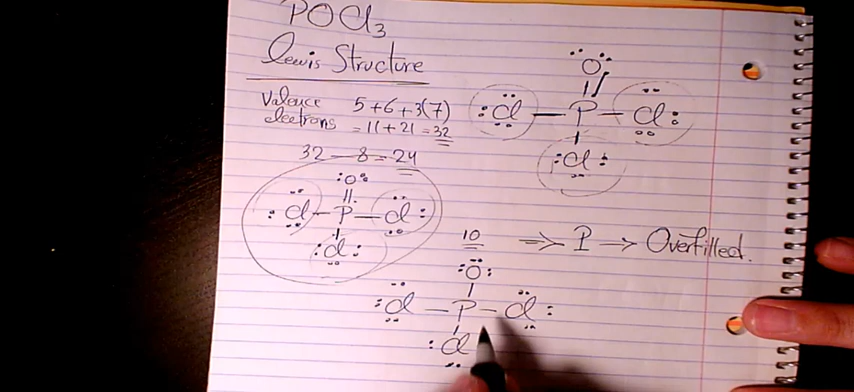 POCl₃
Lewis Structure
Valence electrons 5+6+3(7)
= 11+21 = 32
32 - 8 = 24
O
Cl — P — Cl
Cl
O
Cl — P — Cl
Cl
10
⇒ P → Overfilled.
O
Cl — P — Cl
Cl